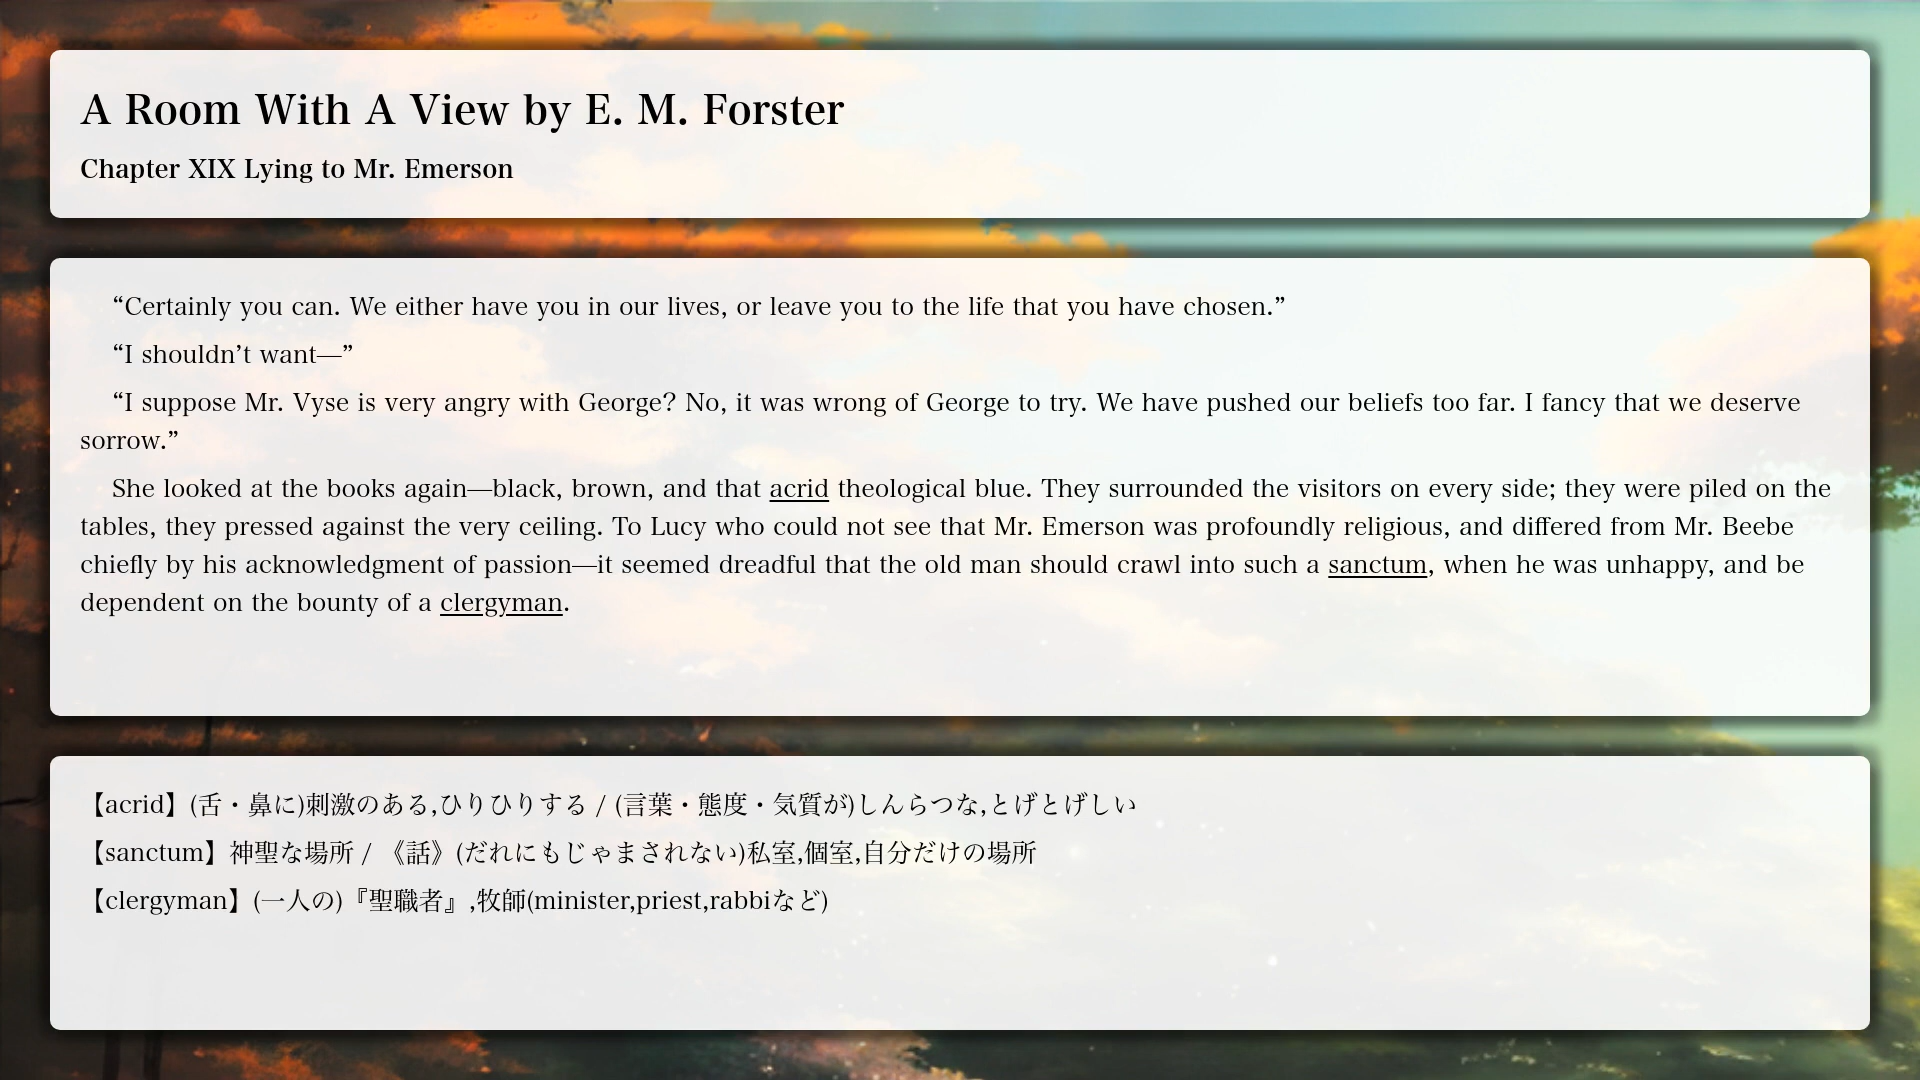 A Room With A View by E. M. Forster
Chapter XIX Lying to Mr. Emerson
“Certainly you can. We either have you in our lives, or leave you to the life that you have chosen.”
“I shouldn’t want—”
“I suppose Mr. Vyse is very angry with George? No, it was wrong of George to try. We have pushed our beliefs too far. I fancy that we deserve
sorrow.”
She looked at the books again—black, brown, and that acrid theological blue. They surrounded the visitors on every side; they were piled on the
tables, they pressed against the very ceiling. To Lucy who could not see that Mr. Emerson was profoundly religious, and differed from Mr. Beebe
chiefly by his acknowledgment of passion—it seemed dreadful that the old man should crawl into such a sanctum, when he was unhappy, and be
dependent on the bounty of a clergyman.
【acrid】(舌・鼻に)刺激のある,ひりひりする / (言葉・態度・気質が)しんらつな,とげとげしい
【sanctum】神聖な場所 / 《話》(だれにもじゃまされない)私室,個室,自分だけの場所
【clergyman】(一人の)『聖職者』,牧師(minister,priest,rabbiなど)